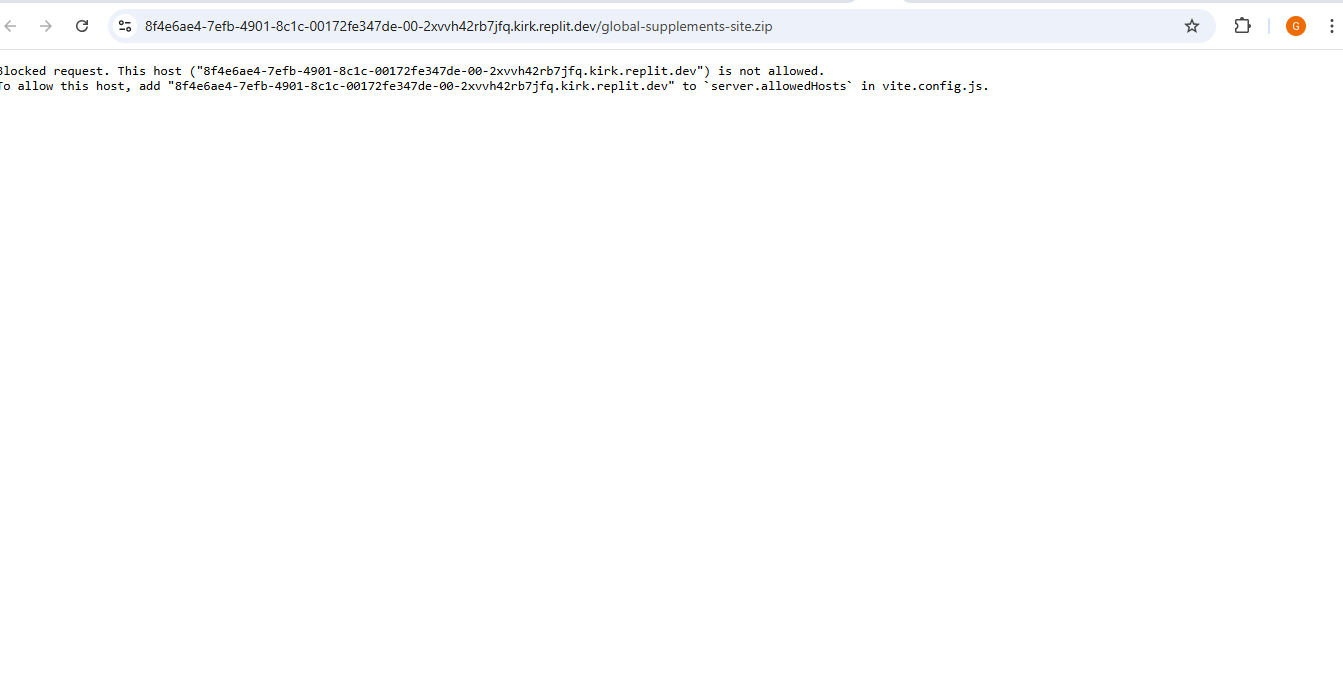 8f4e6ae4-7efb-4901-8c1c-00172fe347de-00-2xvvh42rb7jfq.kirk.replit.dev/global-supplements-site.zip
G
Blocked request. This host ("8f4e6ae4-7efb-4901-8c1c-00172fe347de-00-2xvvh42rb7jfq.kirk.replit.dev") is not allowed.
To allow this host, add "8f4e6ae4-7efb-4901-8c1c-00172fe347de-00-2xvvh42rb7jfq.kirk.replit.dev" to `server.allowedHosts` in vite.config.js.